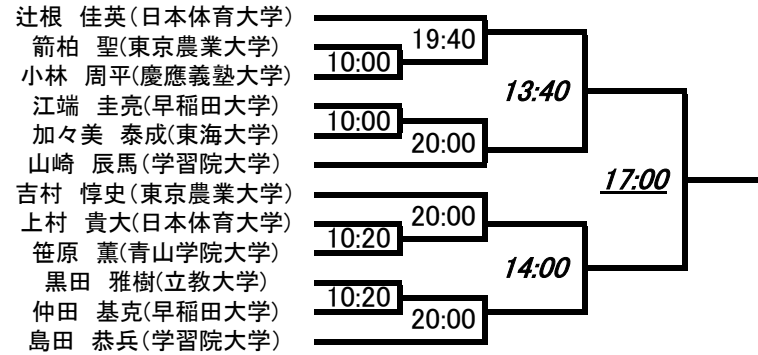 辻根　佳英(日本体育大学)
19:40
箭柏　聖(東京農業大学)
10:00
小林　周平(慶應義塾大学)
13:40
江端　圭亮(早稲田大学)
10:00
加々美　泰成(東海大学)
20:00
山崎　辰馬(学習院大学)
17:00
吉村　惇史(東京農業大学)
20:00
上村　貴大(日本体育大学)
10:20
笹原　薫(青山学院大学)
14:00
黒田　雅樹(立教大学)
10:20
仲田　基克(早稲田大学)
20:00
島田　恭兵(学習院大学)